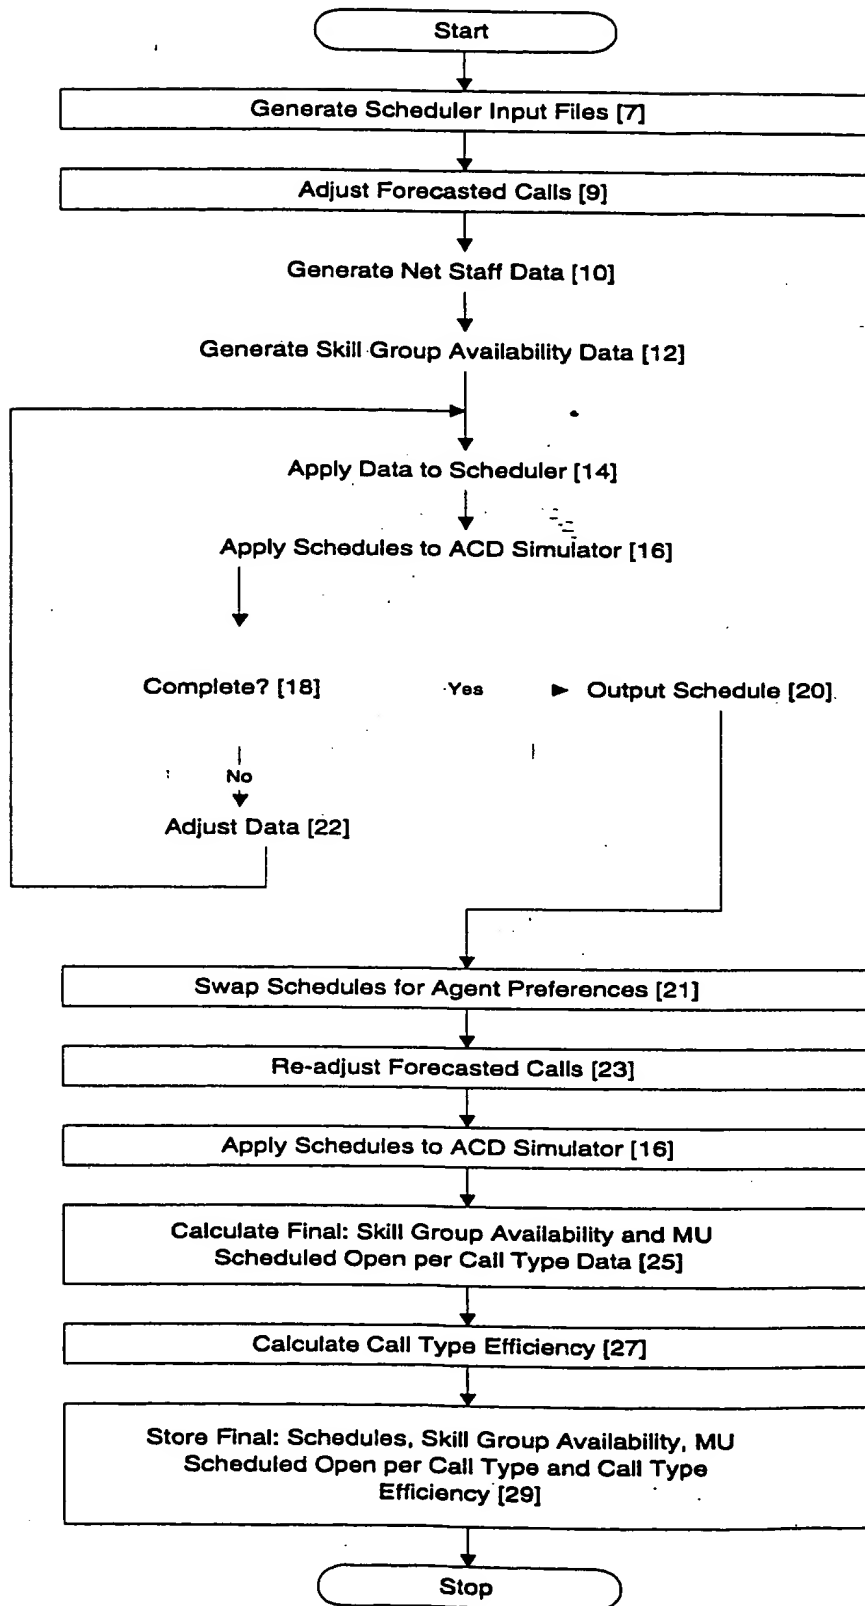 Start
Generate Scheduler Input Files [7]
Adjust Forecasted Calls [9]
Generate Net Staff Data [10]
Generate Skill Group Availability Data [12]
Apply Data to Scheduler [14]
Apply Schedules to ACD Simulator [16]
Complete? [18]
Yes
Output Schedule [20]
No
Adjust Data [22]
Swap Schedules for Agent Preferences [21]
Re-adjust Forecasted Calls [23]
Apply Schedules to ACD Simulator [16]
Calculate Final: Skill Group Availability and MU
Scheduled Open per Call Type Data [25]
Calculate Call Type Efficiency [27]
Store Final: Schedules, Skill Group Availability, MU
Scheduled Open per Call Type and Call Type
Efficiency [29]
Stop